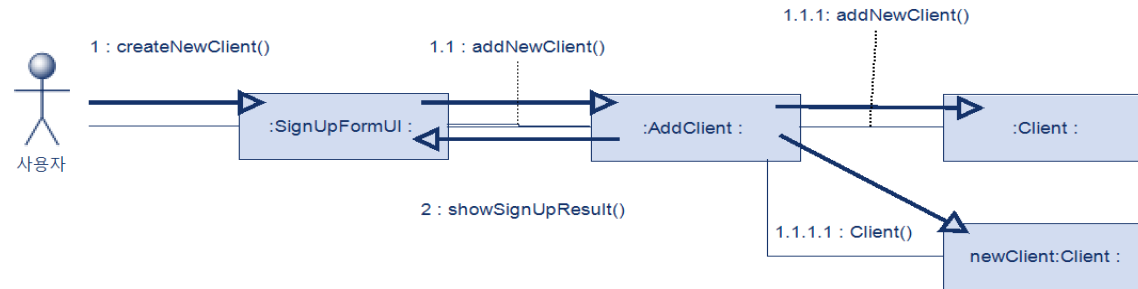 1.1.1: addNewClient()
1 : createNewClient()
1.1 : addNewClient()
:SignUpFormUI :
:AddClient :
:Client :
사용자
2 : showSignUpResult()
1.1.1.1 : Client()
newClient:Client :